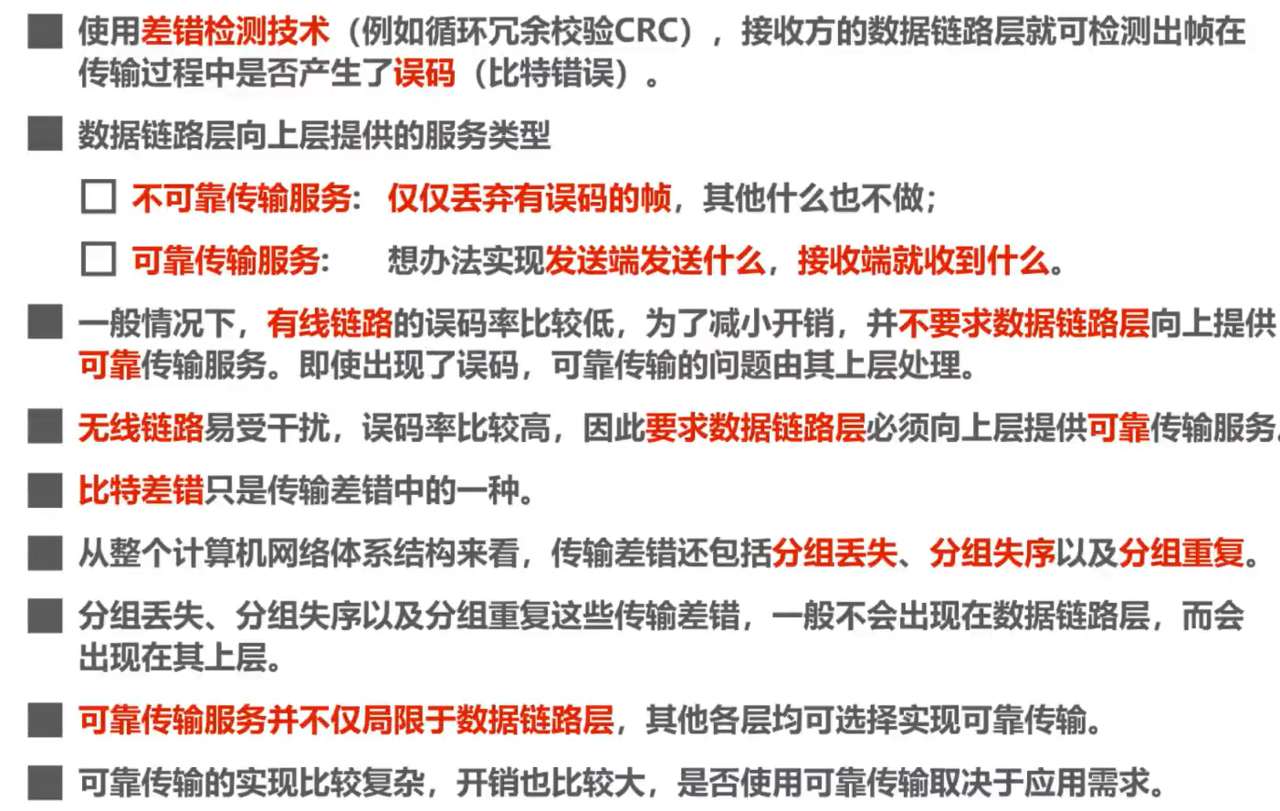 使用差错检测技术（例如循环冗余校验CRC），接收方的数据链路层就可检测出帧在
传输过程中是否产生了误码（比特错误）。
数据链路层向上层提供的服务类型
不可靠传输服务： 仅仅丢弃有误码的帧，其他什么也不做；
可靠传输服务： 想办法实现发送端发送什么，接收端就收到什么。
一般情况下，有线链路的误码率比较低，为了减小开销，并不要求数据链路层向上提供
可靠传输服务。即使出现了误码，可靠传输的问题由其上层处理。
无线链路易受干扰，误码率比较高，因此要求数据链路层必须向上层提供可靠传输服务。
比特差错只是传输差错中的一种。
从整个计算机网络体系结构来看，传输差错还包括分组丢失、分组失序以及分组重复。
分组丢失、分组失序以及分组重复这些传输差错，一般不会出现在数据链路层，而会
出现在其上层。
可靠传输服务并不仅局限于数据链路层，其他各层均可选择实现可靠传输。
可靠传输的实现比较复杂，开销也比较大，是否使用可靠传输取决于应用需求。